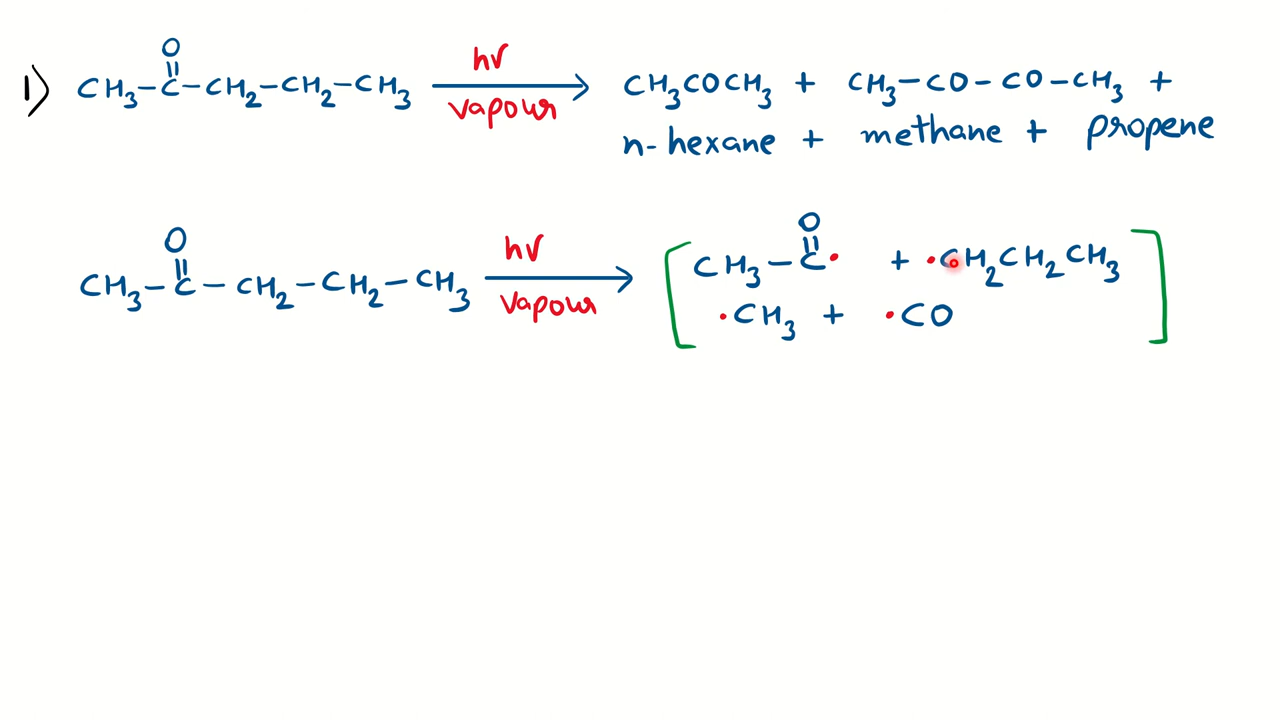 O
1) CH3-C-CH2-CH2-CH3 hν CH3COCH3 + CH3-CO-CO-CH3 +
vapour
n-hexane + methane + propene
O
CH3-C-CH2-CH2-CH3 hν
vapour
O
CH3-C• + •CH2CH2CH3
•CH3 + •CO